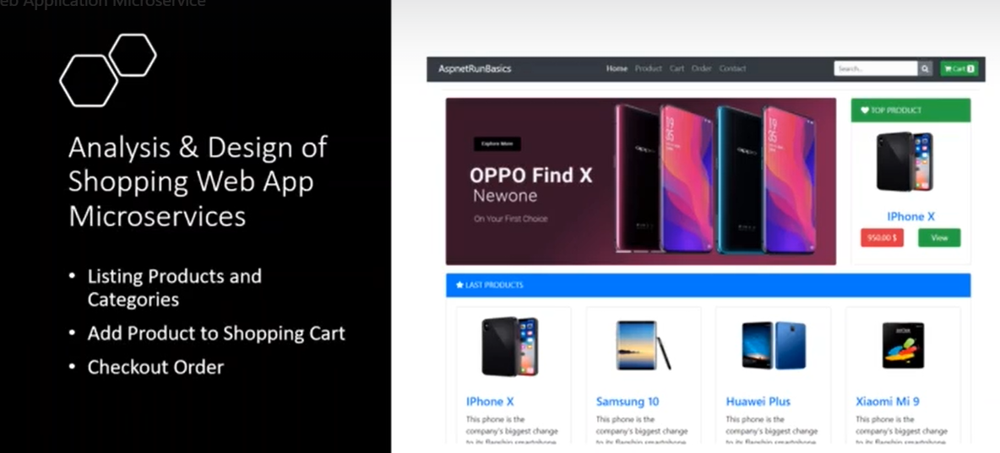 eb Application Microservice
Analysis & Design of
Shopping Web App
Microservices
• Listing Products and
Categories
• Add Product to Shopping Cart
• Checkout Order
AspnetRunBasics
Home Product Cart Order Contact
Search...
Cart
Explore More
OPPO Find X
Newone
On Your First Choice
19
35
oppo
19
35
TOP PRODUCT
IPhone X
950.00 $ View
LAST PRODUCTS
IPhone X Samsung 10 Huawei Plus Xiaomi Mi 9
This phone is the This phone is the This phone is the This phone is the
company's biggest change company's biggest change company's biggest change company's biggest change
to its flagship smartphone to its flagship smartphone to its flagship smartphone to its flagship smartphone